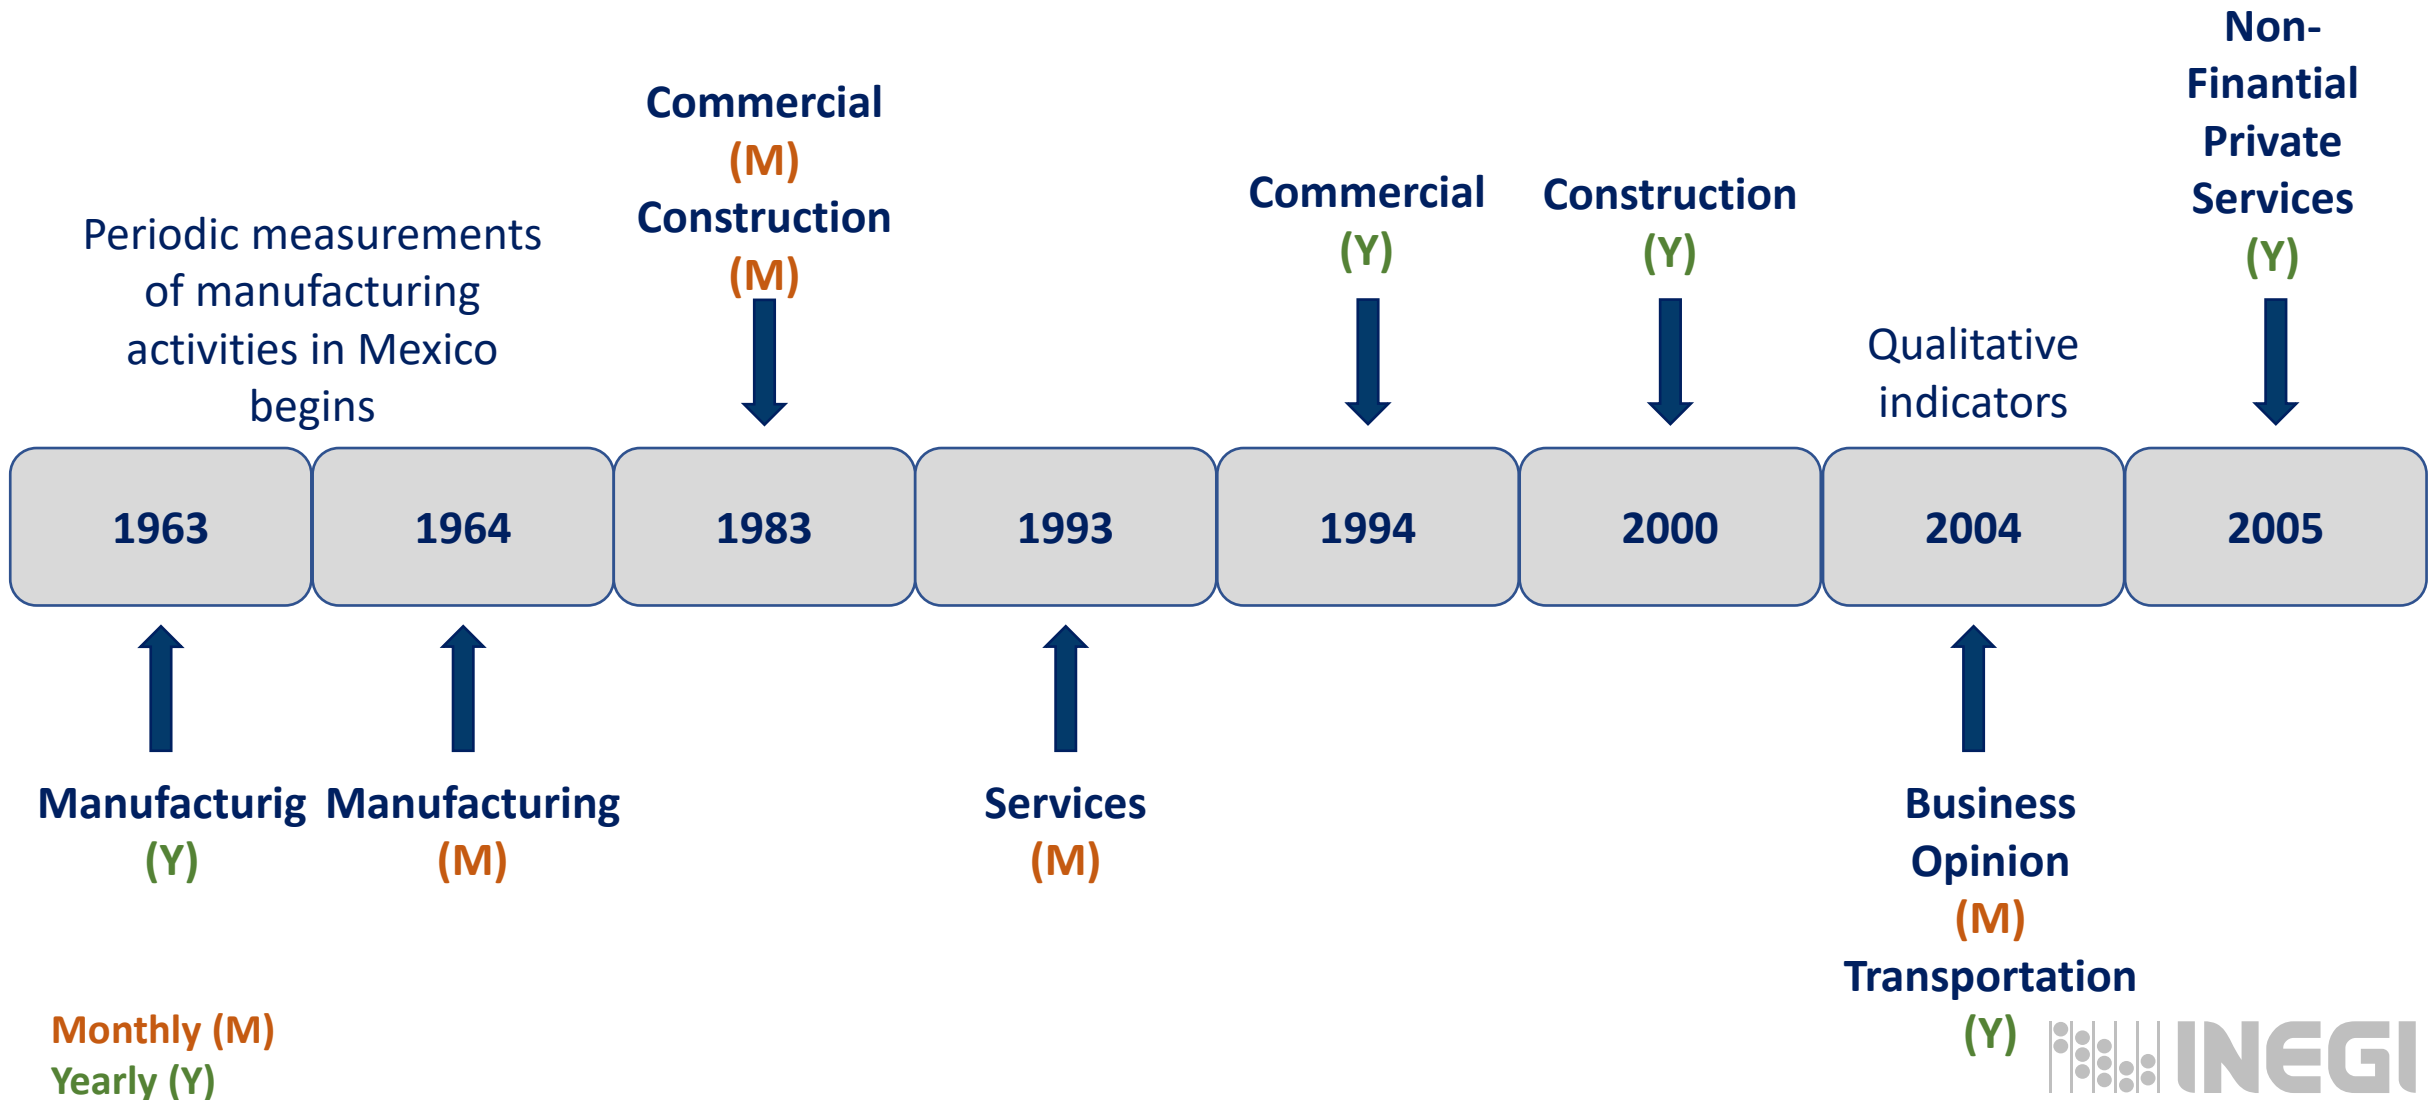 Periodic measurements
of manufacturing
activities in Mexico
begins
Commercial
(M)
Construction
(M)
Commercial
(Y)
Construction
(Y)
Qualitative
indicators
Non-
Finantial
Private
Services
(Y)
1963
1964
1983
1993
1994
2000
2004
2005
Manufacturig
(Y)
Manufacturing
(M)
Services
(M)
Business
Opinion
(M)
Transportation
(Y)
Monthly (M)
Yearly (Y)
INEGI